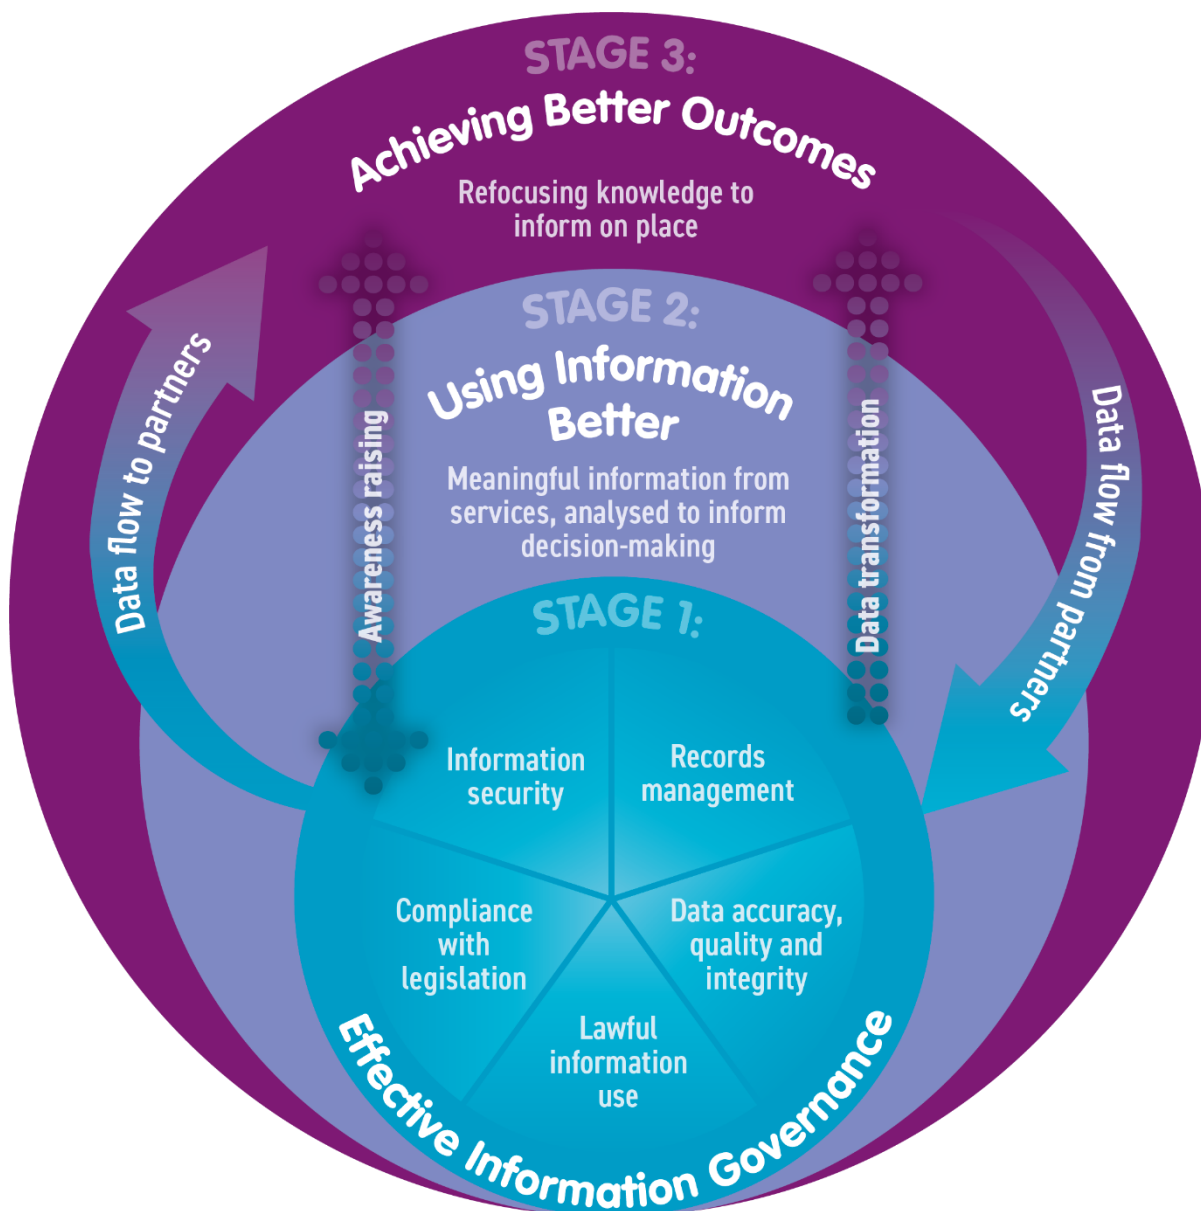 STAGE 3:
Achieving Better Outcomes
Refocusing knowledge to
inform on place
STAGE 2:
Using Information
Better
Meaningful information from
services, analysed to inform
decision-making
Data flow to partners
Awareness raising
Data transformation
Data flow from partners
STAGE 1:
Information
security
Records
management
Compliance
with
legislation
Data accuracy,
quality and
integrity
Lawful
information
use
Effective Information Governance